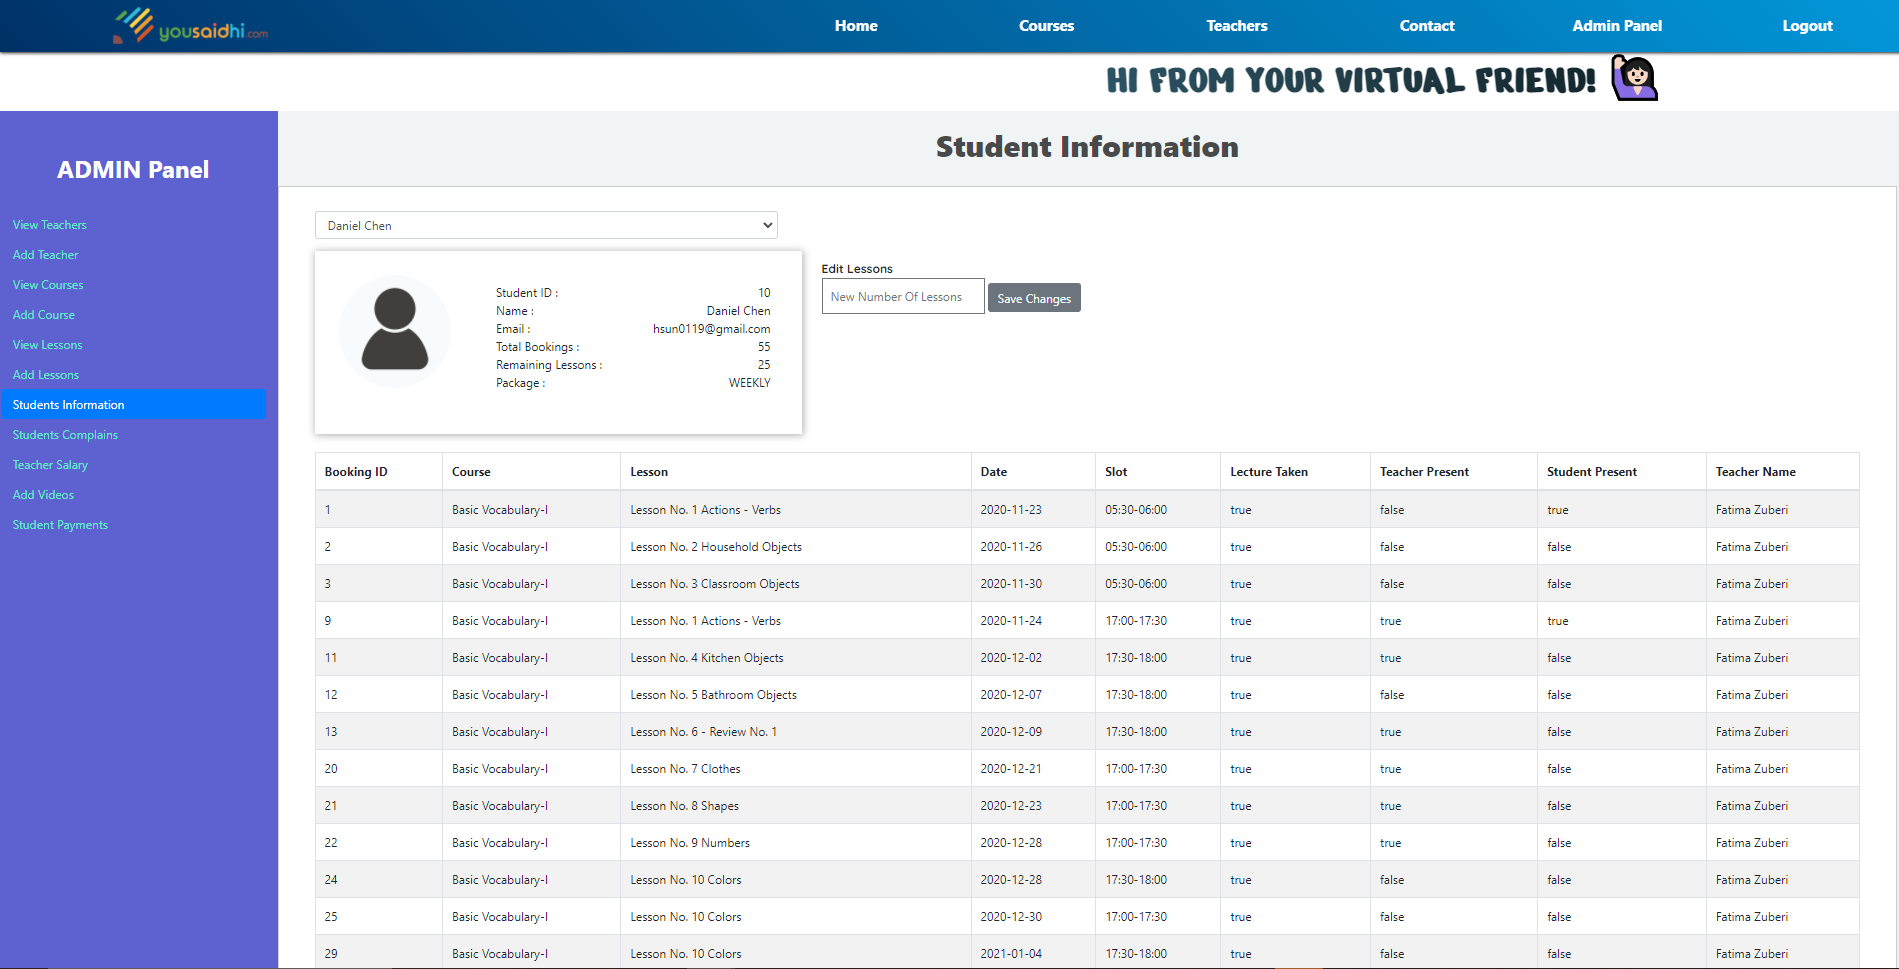 yousaidhi.com Home Courses Teachers Contact Admin Panel Logout
HI FROM YOUR VIRTUAL FRIEND!
ADMIN Panel
View Teachers
Add Teacher
View Courses
Add Course
View Lessons
Add Lessons
Students Information
Students Complains
Teacher Salary
Add Videos
Student Payments
Student Information
Daniel Chen
Student ID : 10
Name : Daniel Chen
Email : hsun0119@gmail.com
Total Bookings : 55
Remaining Lessons : 25
Package : WEEKLY
Edit Lessons
New Number Of Lessons Save Changes
Booking ID Course Lesson Date Slot Lecture Taken Teacher Present Student Present Teacher Name
1 Basic Vocabulary-I Lesson No. 1 Actions - Verbs 2020-11-23 05:30-06:00 true false true Fatima Zuberi
2 Basic Vocabulary-I Lesson No. 2 Household Objects 2020-11-26 05:30-06:00 true false false Fatima Zuberi
3 Basic Vocabulary-I Lesson No. 3 Classroom Objects 2020-11-30 05:30-06:00 true false false Fatima Zuberi
9 Basic Vocabulary-I Lesson No. 1 Actions - Verbs 2020-11-24 17:00-17:30 true true true Fatima Zuberi
11 Basic Vocabulary-I Lesson No. 4 Kitchen Objects 2020-12-02 17:30-18:00 true true false Fatima Zuberi
12 Basic Vocabulary-I Lesson No. 5 Bathroom Objects 2020-12-07 17:30-18:00 true false false Fatima Zuberi
13 Basic Vocabulary-I Lesson No. 6 - Review No. 1 2020-12-09 17:30-18:00 true true false Fatima Zuberi
20 Basic Vocabulary-I Lesson No. 7 Clothes 2020-12-21 17:00-17:30 true true false Fatima Zuberi
21 Basic Vocabulary-I Lesson No. 8 Shapes 2020-12-23 17:00-17:30 true true false Fatima Zuberi
22 Basic Vocabulary-I Lesson No. 9 Numbers 2020-12-28 17:00-17:30 true true false Fatima Zuberi
24 Basic Vocabulary-I Lesson No. 10 Colors 2020-12-28 17:30-18:00 true false false Fatima Zuberi
25 Basic Vocabulary-I Lesson No. 10 Colors 2020-12-30 17:00-17:30 true false false Fatima Zuberi
29 Basic Vocabulary-I Lesson No. 10 Colors 2021-01-04 17:30-18:00 true false false Fatima Zuberi